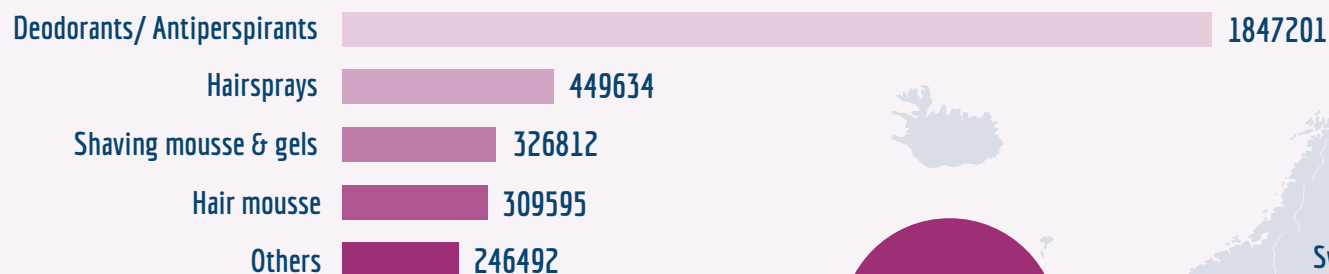 Deodorants/ Antiperspirants 1847201
Hairsprays 449634
Shaving mousse & gels 326812
Hair mousse 309595
Others 246492